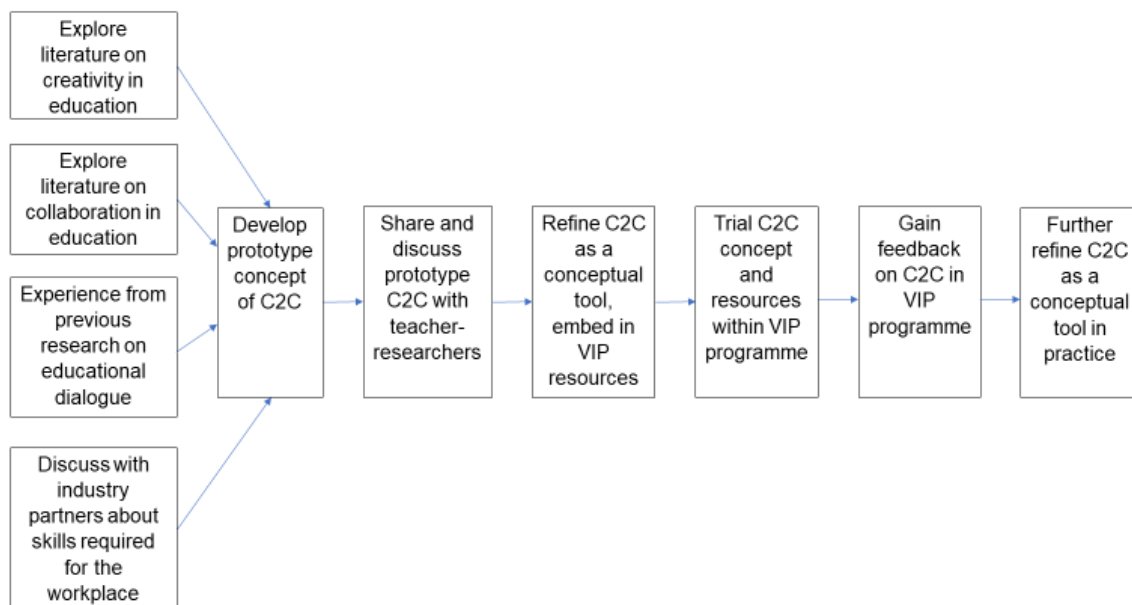 Explore
literature on
creativity in
education
Explore
literature on
collaboration in
education
Experience from
previous
research on
educational
dialogue
Discuss with
industry
partners about
skills required
for the
workplace
Develop
prototype
concept
of C2C
Share and
discuss
prototype
C2C with
teacher-
researchers
Refine C2C
as a
conceptual
tool,
embed in
VIP
resources
Trial C2C
concept
and
resources
within VIP
programme
Gain
feedback
on C2C in
VIP
programme
Further
refine C2C
as a
conceptual
tool in
practice